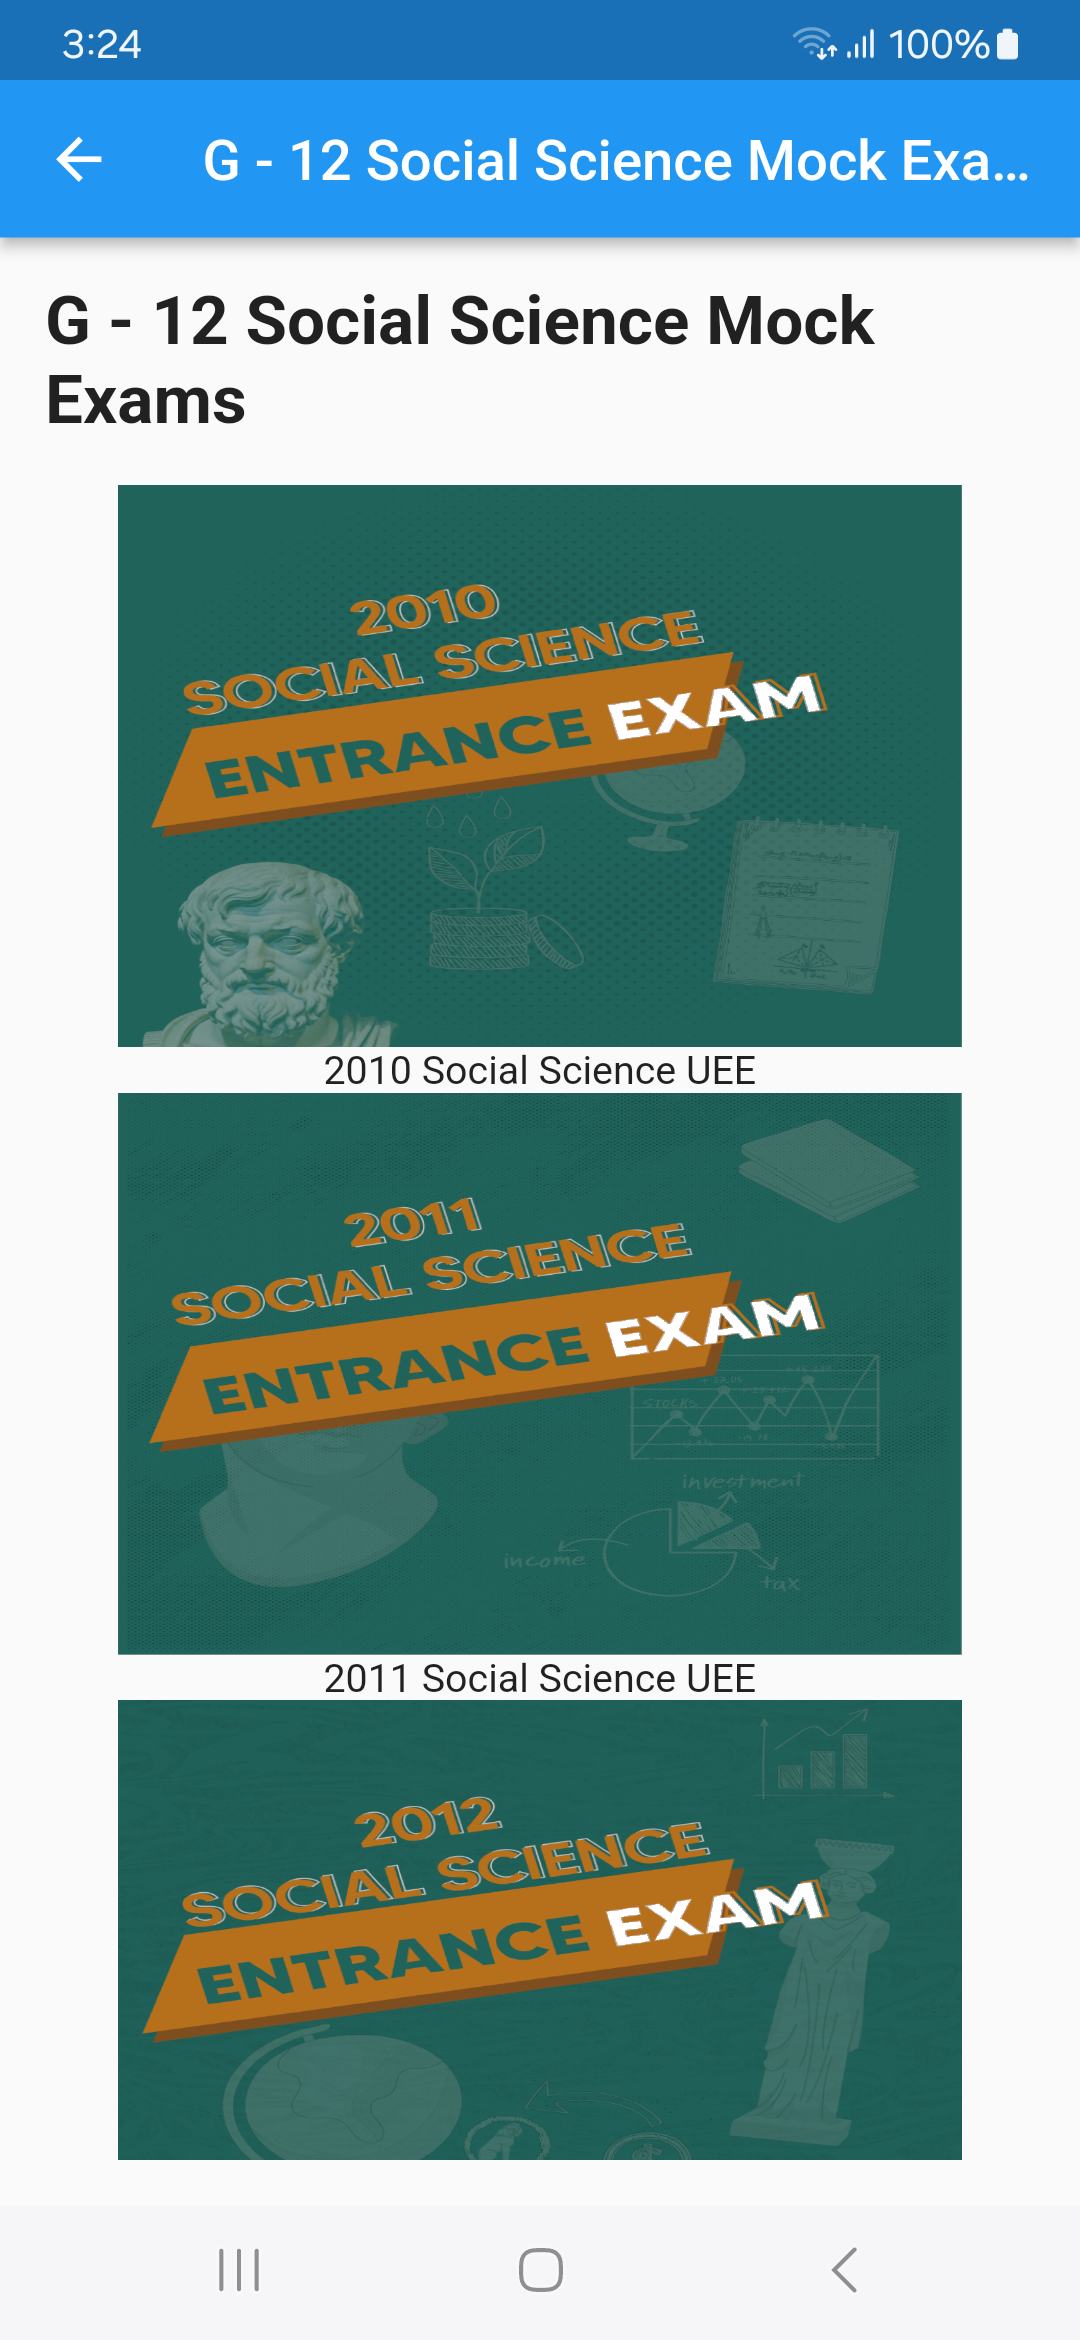 3:24
100%
G - 12 Social Science Mock Exa...
G - 12 Social Science Mock
Exams
2010
SOCIAL SCIENCE
ENTRANCE EXAM
2010 Social Science UEE
2011
SOCIAL SCIENCE
ENTRANCE EXAM
STOCKS
investment
income
tax
2011 Social Science UEE
2012
SOCIAL SCIENCE
ENTRANCE EXAM